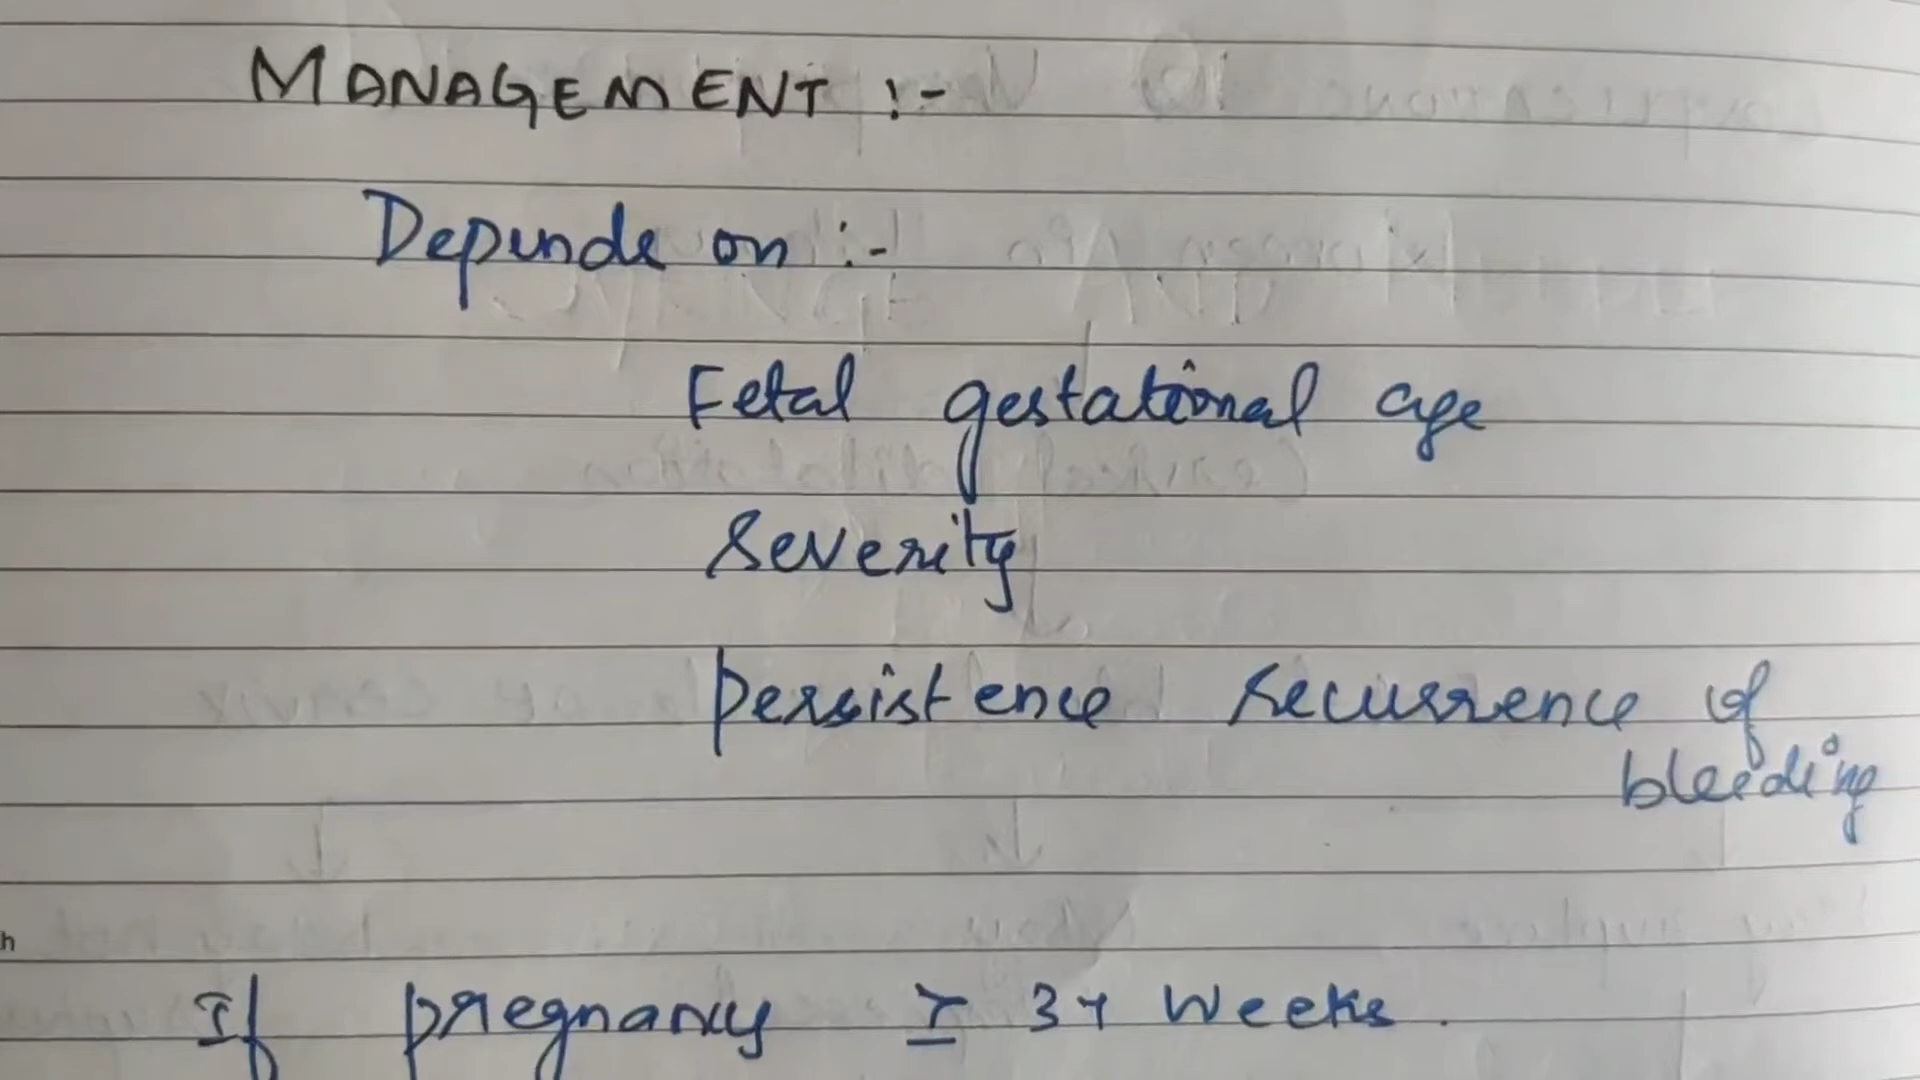 MANAGEMENT :-
Depends on :-
Fetal gestational age
Severity
persistence recurrence of
bleeding
h
If pregnancy ≥ 37 weeks.